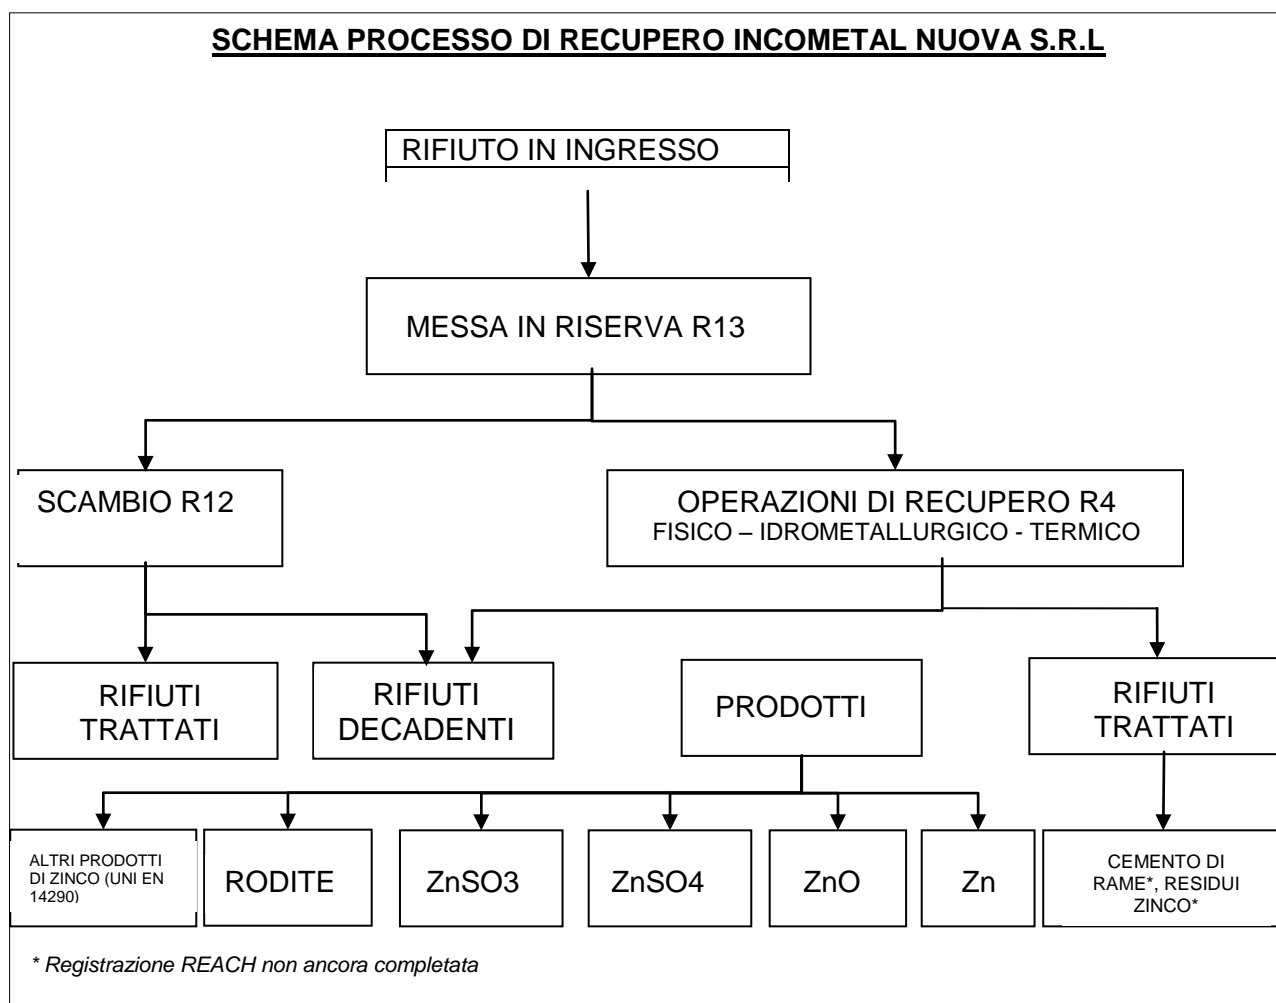 SCHEMA PROCESSO DI RECUPERO INCOMETAL NUOVA S.R.L
RIFIUTO IN INGRESSO
MESSA IN RISERVA R13
SCAMBIO R12
OPERAZIONI DI RECUPERO R4
FISICO – IDROMETALLURGICO - TERMICO
RIFIUTI
TRATTATI
RIFIUTI
DECADENTI
PRODOTTI
RIFIUTI
TRATTATI
ALTRI PRODOTTI
DI ZINCO (UNI EN
14290)
RODITE
ZnSO3
ZnSO4
ZnO
Zn
CEMENTO DI
RAME*, RESIDUI
ZINCO*
* Registrazione REACH non ancora completata